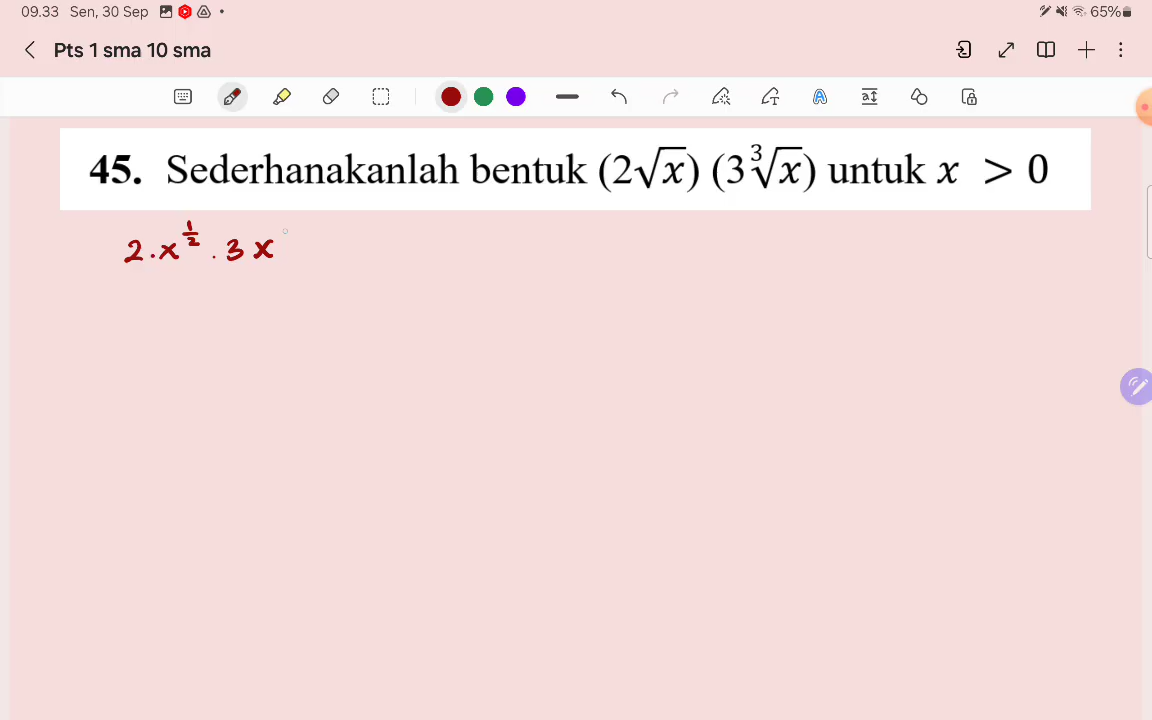 09.33 Sen, 30 Sep • 65%
Pts 1 sma 10 sma
45. Sederhanakanlah bentuk (2√x) (3∛x) untuk x > 0
2 . x^(1/2) . 3 x